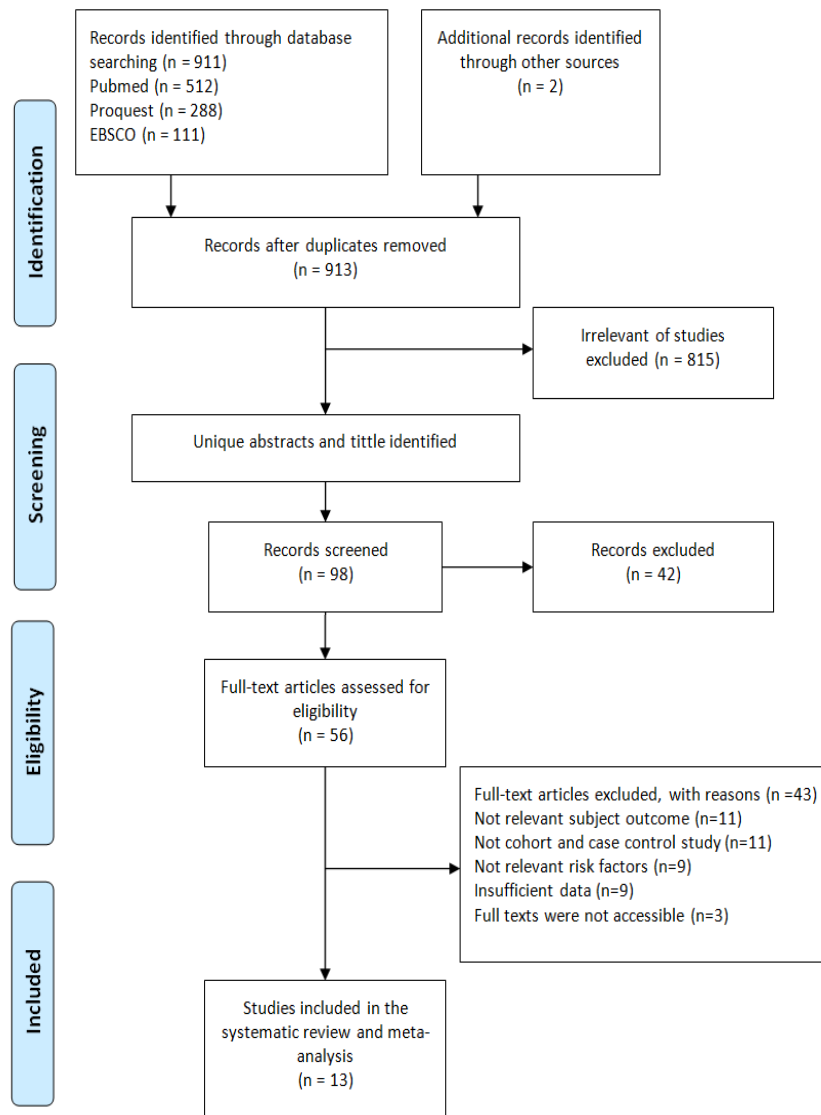 Records identified through database
searching (n = 911)
Pubmed (n = 512)
Proquest (n = 288)
EBSCO (n = 111)
Additional records identified
through other sources
(n = 2)
Identification
Records after duplicates removed
(n = 913)
Irrelevant of studies
excluded (n = 815)
Screening
Unique abstracts and tittle identified
Records screened
(n = 98)
Records excluded
(n = 42)
Eligibility
Full-text articles assessed for
eligibility
(n = 56)
Full-text articles excluded, with reasons (n =43)
Not relevant subject outcome (n=11)
Not cohort and case control study (n=11)
Not relevant risk factors (n=9)
Insufficient data (n=9)
Full texts were not accessible (n=3)
Included
Studies included in the
systematic review and meta-
analysis
(n = 13)